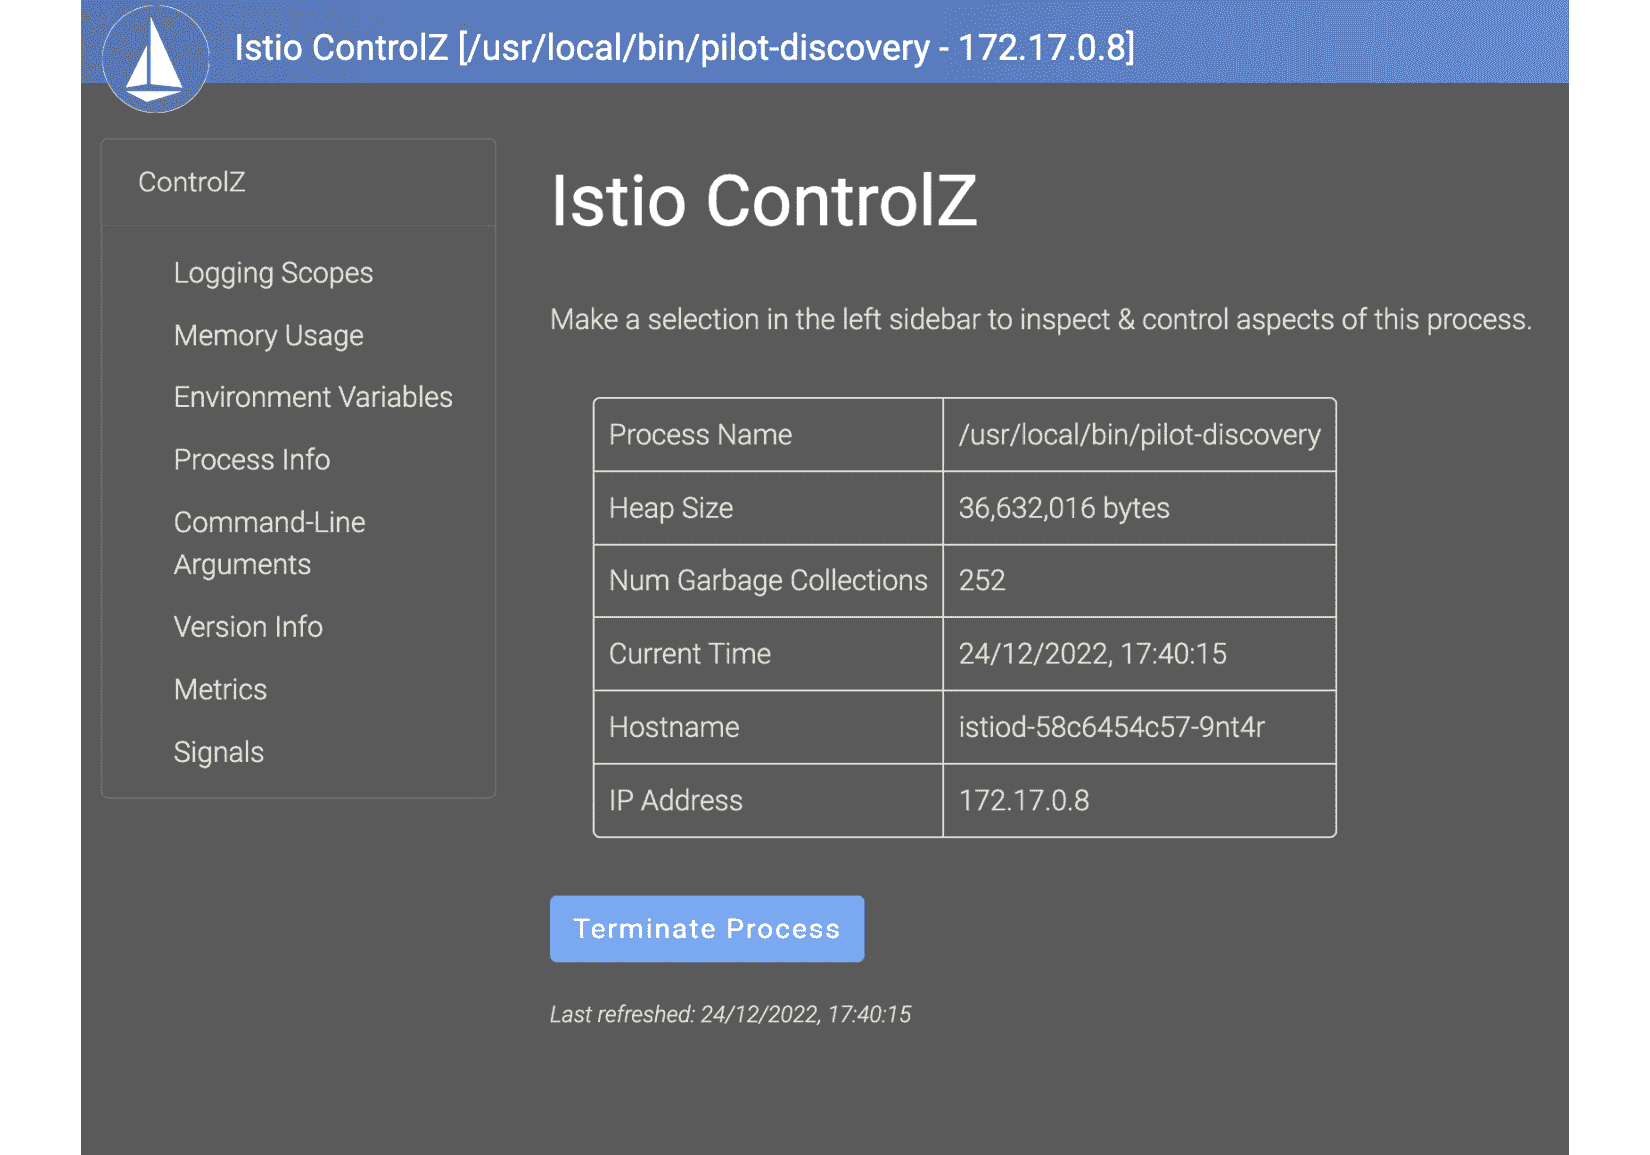 Istio ControlZ [/usr/local/bin/pilot-discovery - 172.17.0.8]
ControlZ
Logging Scopes
Memory Usage
Environment Variables
Process Info
Command-Line
Arguments
Version Info
Metrics
Signals
Istio ControlZ
Make a selection in the left sidebar to inspect & control aspects of this process.
Process Name /usr/local/bin/pilot-discovery
Heap Size 36,632,016 bytes
Num Garbage Collections 252
Current Time 24/12/2022, 17:40:15
Hostname istiod-58c6454c57-9nt4r
IP Address 172.17.0.8
Terminate Process
Last refreshed: 24/12/2022, 17:40:15